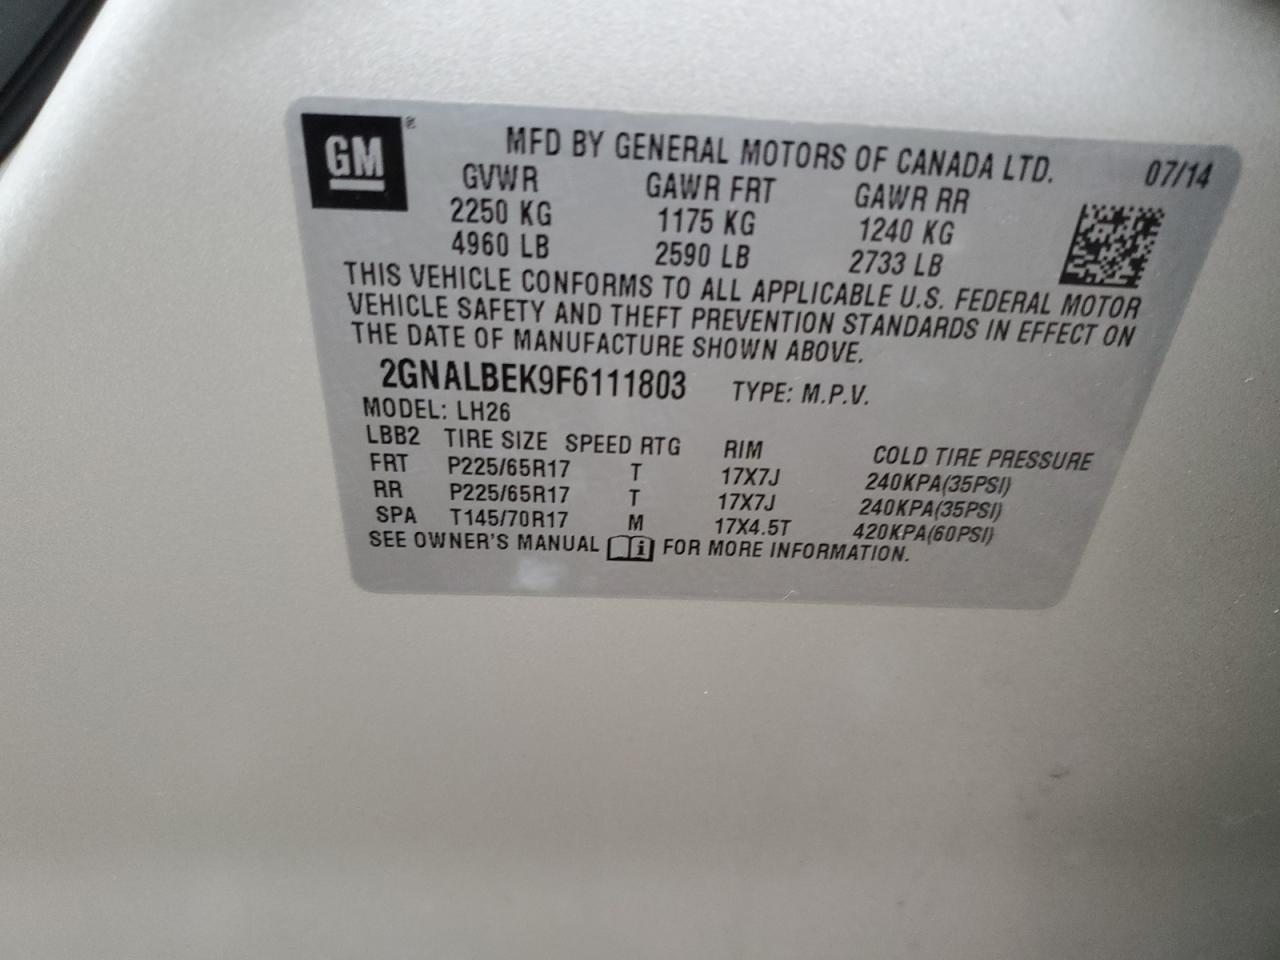 GM ®
MFD BY GENERAL MOTORS OF CANADA LTD. 07/14
GVWR GAWR FRT GAWR RR
2250 KG 1175 KG 1240 KG
4960 LB 2590 LB 2733 LB
THIS VEHICLE CONFORMS TO ALL APPLICABLE U.S. FEDERAL MOTOR
VEHICLE SAFETY AND THEFT PREVENTION STANDARDS IN EFFECT ON
THE DATE OF MANUFACTURE SHOWN ABOVE.
2GNALBEK9F6111803 TYPE: M.P.V.
MODEL: LH26
LBB2 TIRE SIZE SPEED RTG RIM COLD TIRE PRESSURE
FRT P225/65R17 T 17X7J 240KPA(35PSI)
RR P225/65R17 T 17X7J 240KPA(35PSI)
SPA T145/70R17 M 17X4.5T 420KPA(60PSI)
SEE OWNER'S MANUAL i FOR MORE INFORMATION.